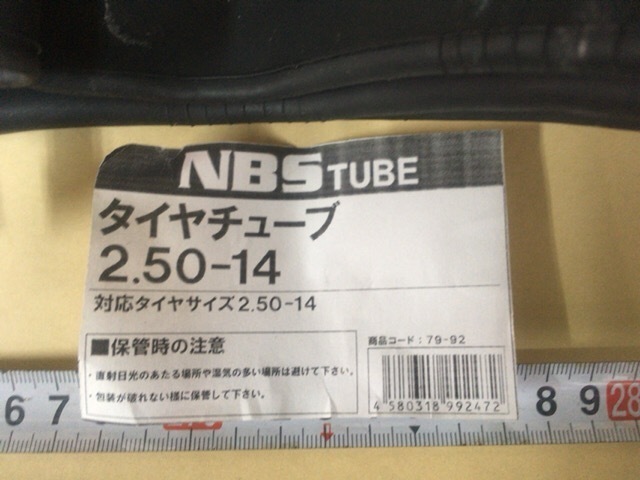 NBS TUBE
タイヤチューブ
2.50-14
対応タイヤサイズ2.50-14
■保管時の注意
・直射日光のあたる場所や湿気の多い場所は避けて下さい。
・包装が破れない様に保管して下さい。
商品コード：79-92
4 580318 992472
6 7 8 9 28